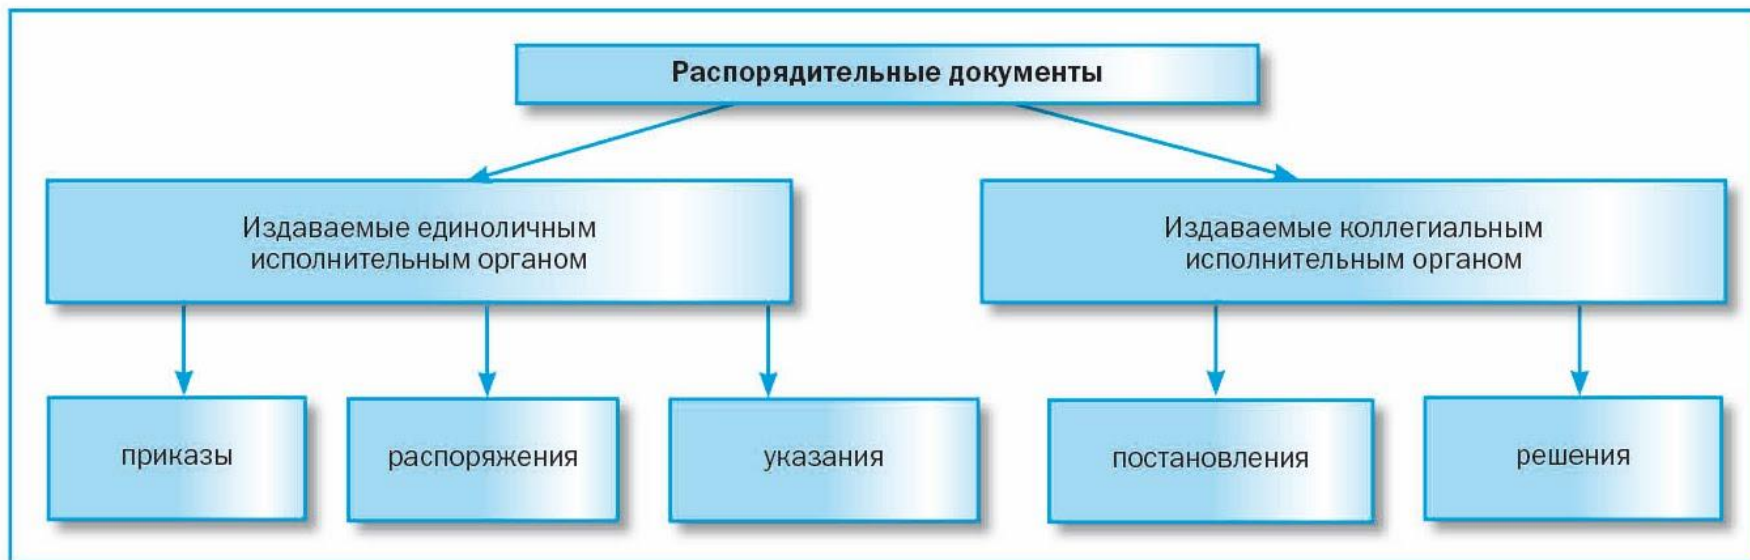 Распорядительные документы
Издаваемые единоличным
исполнительным органом
Издаваемые коллегиальным
исполнительным органом
приказы
распоряжения
указания
постановления
решения